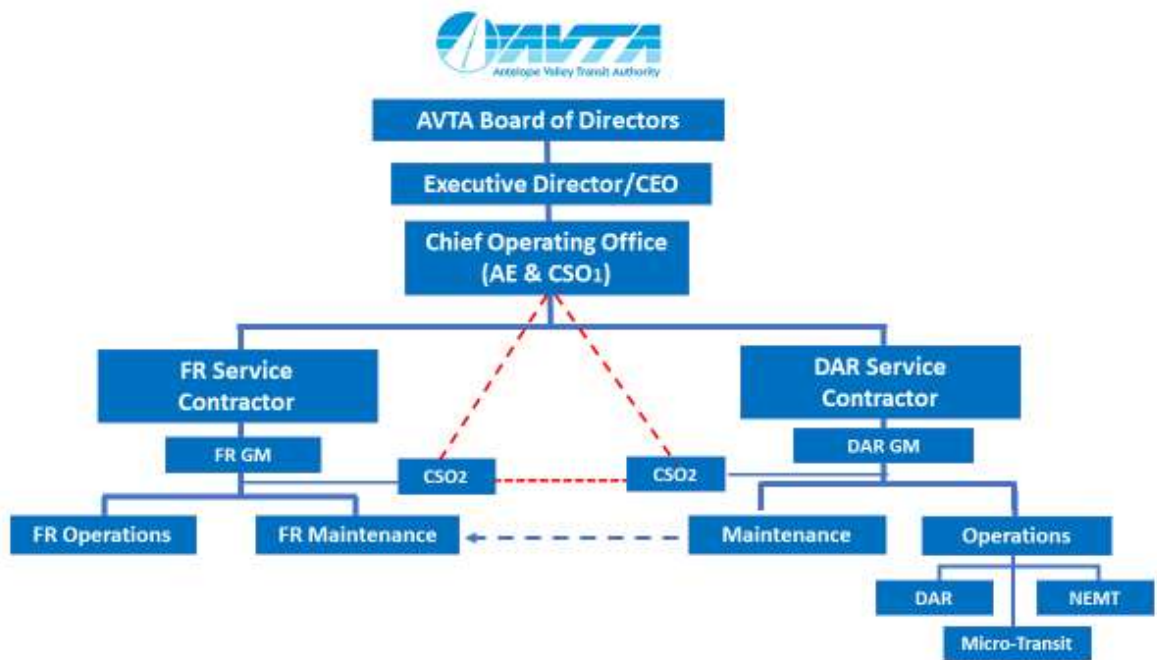 AVTA
Antelope Valley Transit Authority
AVTA Board of Directors
Executive Director/CEO
Chief Operating Office
(AE & CSO1)
FR Service
Contractor
DAR Service
Contractor
FR GM
DAR GM
CSO2
CSO2
FR Operations
FR Maintenance
Maintenance
Operations
DAR
NEMT
Micro-Transit